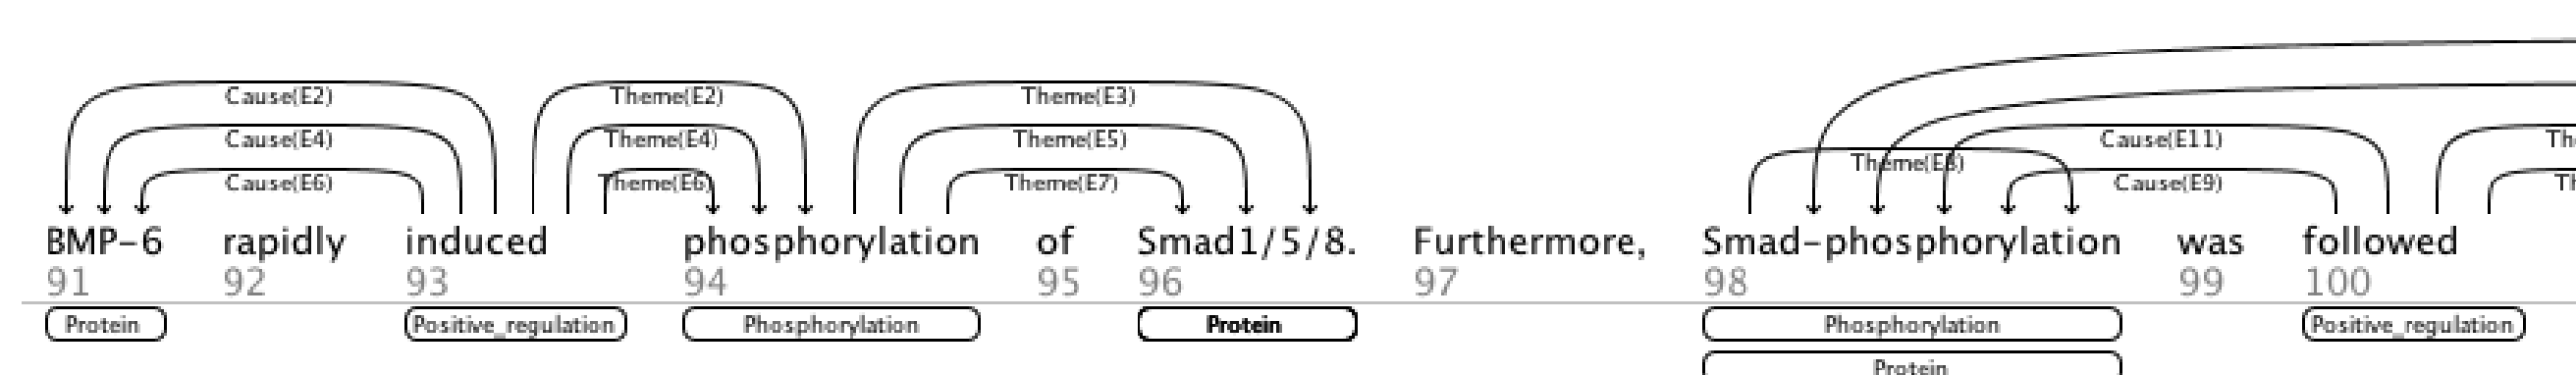 Cause(E2) Theme(E2) Theme(E3)
Cause(E4) Theme(E4) Theme(E5) Cause(E11)
Theme(E8)
Cause(E6) Theme(E6) Theme(E7) Cause(E9)
BMP-6 rapidly induced phosphorylation of Smad1/5/8. Furthermore, Smad-phosphorylation was followed
91 92 93 94 95 96 97 98 99 100
Protein Positive_regulation Phosphorylation Protein Phosphorylation Positive_regulation
Protein